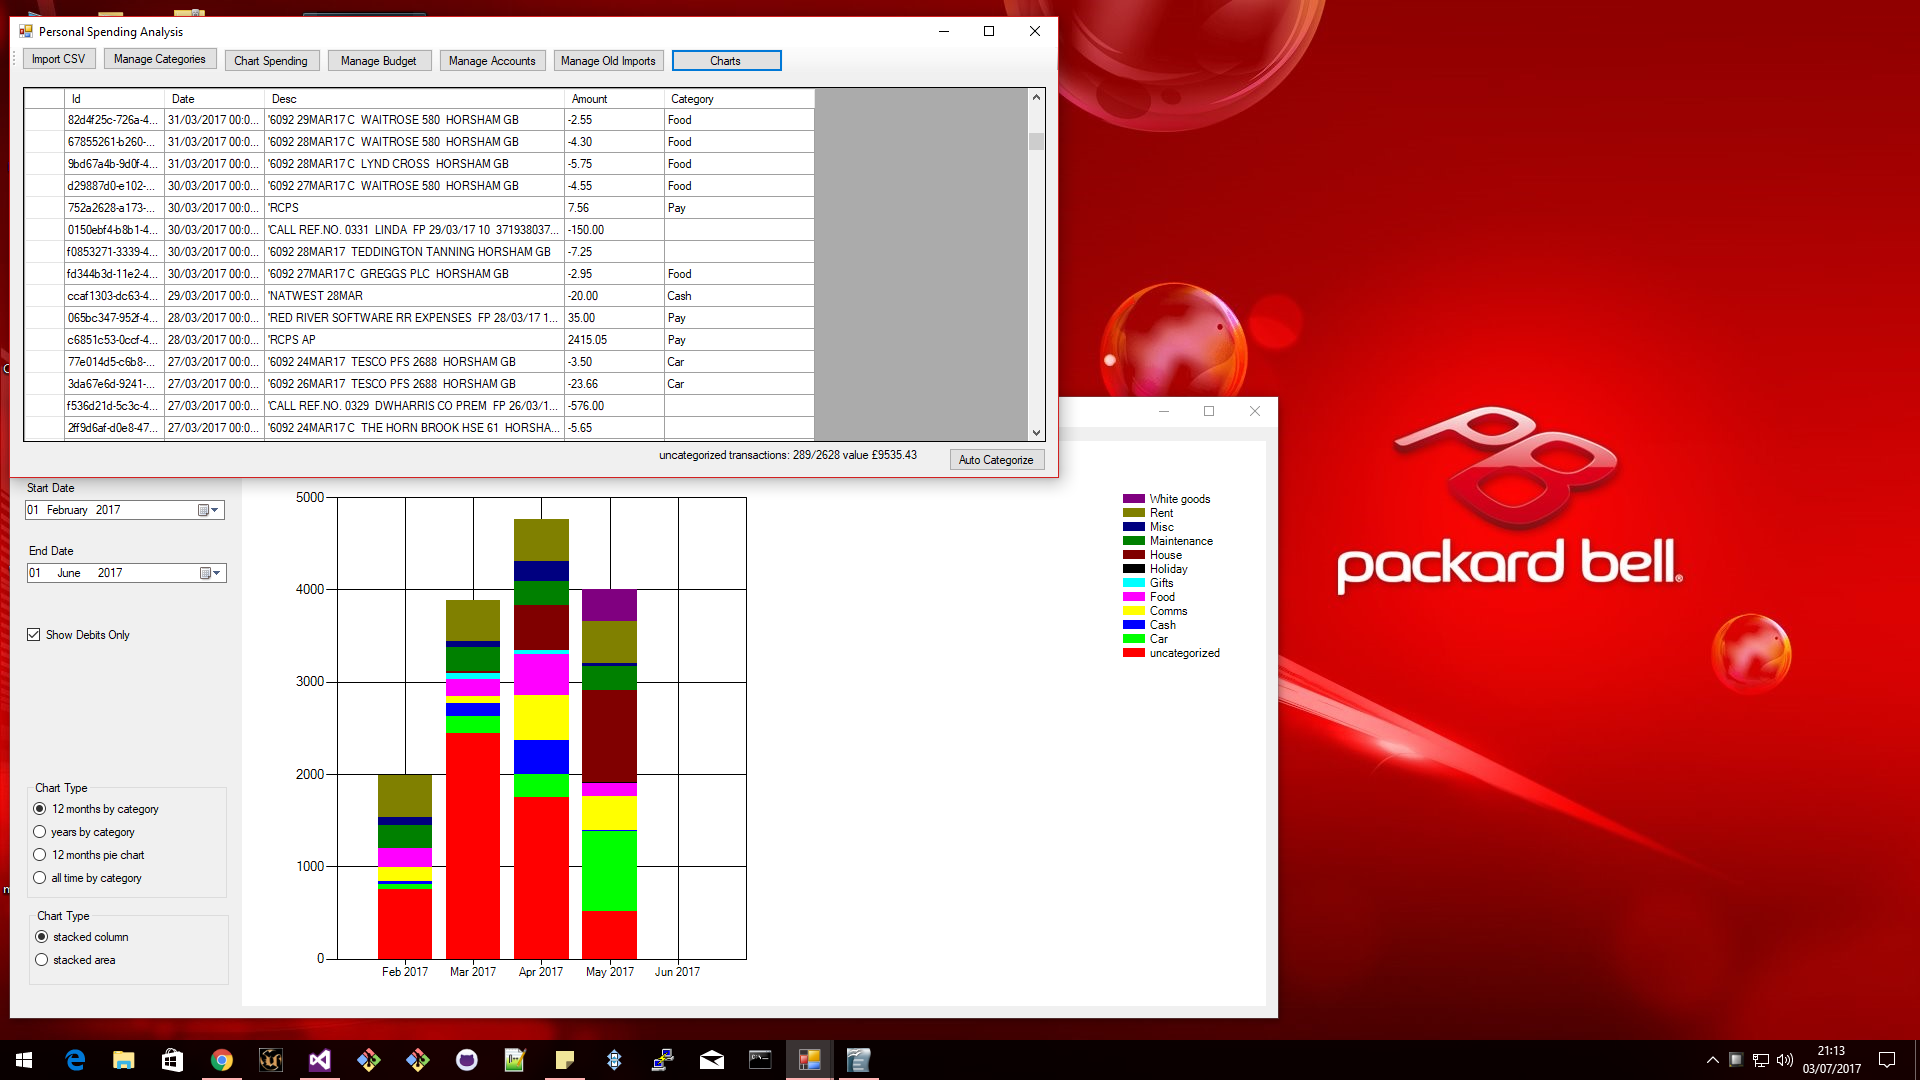 Personal Spending Analysis
Import CSV Manage Categories Chart Spending Manage Budget Manage Accounts Manage Old Imports Charts
Id Date Desc Amount Category
82d4f25c-726a-4... 31/03/2017 00:0... '6092 29MAR17 C WAITROSE 580 HORSHAM GB -2.55 Food
67855261-b260-... 31/03/2017 00:0... '6092 28MAR17 C WAITROSE 580 HORSHAM GB -4.30 Food
9bd67a4b-9d0f-4... 31/03/2017 00:0... '6092 28MAR17 C LYND CROSS HORSHAM GB -5.75 Food
d29887d0-e102-... 30/03/2017 00:0... '6092 27MAR17 C WAITROSE 580 HORSHAM GB -4.55 Food
752a2628-a173-... 30/03/2017 00:0... 'RCPS 7.56 Pay
0150ebf4-b8b1-4... 30/03/2017 00:0... 'CALL REF.NO. 0331 LINDA FP 29/03/17 10 371938037... -150.00
f0853271-3339-4... 30/03/2017 00:0... '6092 28MAR17 TEDDINGTON TANNING HORSHAM GB -7.25
fd344b3d-11e2-4... 30/03/2017 00:0... '6092 27MAR17 C GREGGS PLC HORSHAM GB -2.95 Food
ccaf1303-dc63-4... 29/03/2017 00:0... 'NATWEST 28MAR -20.00 Cash
065bc347-952f-4... 28/03/2017 00:0... 'RED RIVER SOFTWARE RR EXPENSES FP 28/03/17 1... 35.00 Pay
c6851c53-0ccf-4... 28/03/2017 00:0... 'RCPS AP 2415.05 Pay
77e014d5-c6b8-... 27/03/2017 00:0... '6092 24MAR17 TESCO PFS 2688 HORSHAM GB -3.50 Car
3da67e6d-9241-... 27/03/2017 00:0... '6092 26MAR17 TESCO PFS 2688 HORSHAM GB -23.66 Car
f536d21d-5c3c-4... 27/03/2017 00:0... 'CALL REF.NO. 0329 DWHARRIS CO PREM FP 26/03/1... -576.00
2ff9d6af-d0e8-47... 27/03/2017 00:0... '6092 24MAR17 C THE HORN BROOK HSE 61 HORSHA... -5.65
uncategorized transactions: 289/2628 value £9535.43 Auto Categorize
Start Date
01 February 2017
End Date
01 June 2017
Show Debits Only
Chart Type
12 months by category
years by category
12 months pie chart
all time by category
Chart Type
stacked column
stacked area
5000
4000
3000
2000
1000
0
Feb 2017 Mar 2017 Apr 2017 May 2017 Jun 2017
White goods
Rent
Misc
Maintenance
House
Holiday
Gifts
Food
Comms
Cash
Car
uncategorized
packard bell.
21:13
03/07/2017